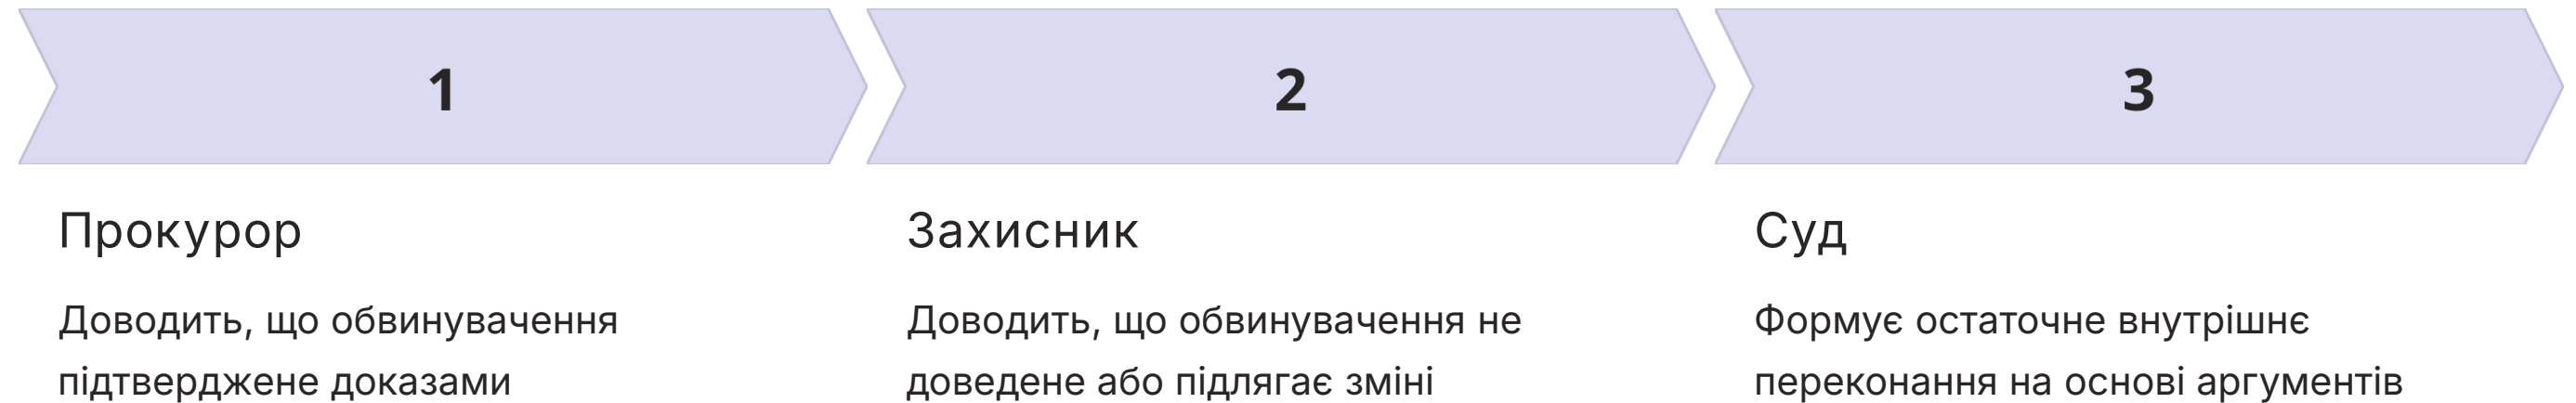 1
2
3
Прокурор
Доводить, що обвинувачення
підтверджене доказами
Захисник
Доводить, що обвинувачення не
доведене або підлягає зміні
Суд
Формує остаточне внутрішнє
переконання на основі аргументів